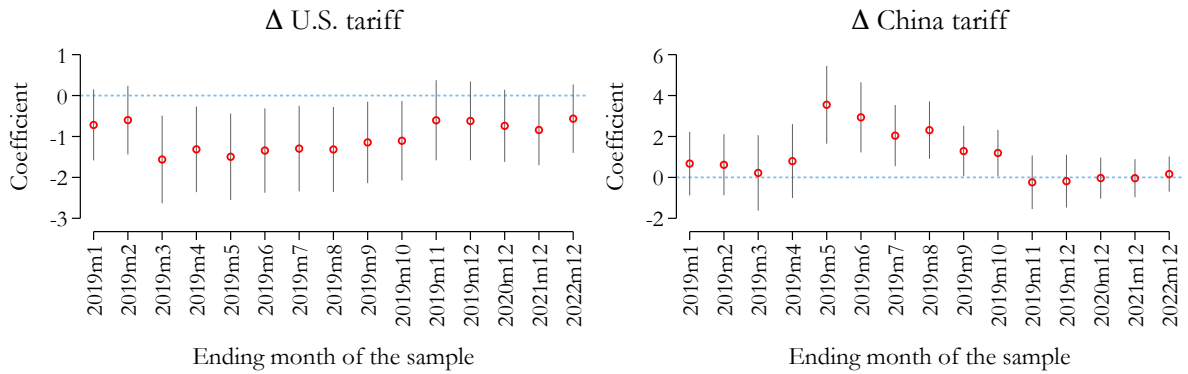 Δ U.S. tariff
Coefficient
1
0
-1
-2
-3
2019m1
2019m2
2019m3
2019m4
2019m5
2019m6
2019m7
2019m8
2019m9
2019m10
2019m11
2019m12
2020m12
2021m12
2022m12
Ending month of the sample
Δ China tariff
Coefficient
6
4
2
0
-2
2019m1
2019m2
2019m3
2019m4
2019m5
2019m6
2019m7
2019m8
2019m9
2019m10
2019m11
2019m12
2020m12
2021m12
2022m12
Ending month of the sample